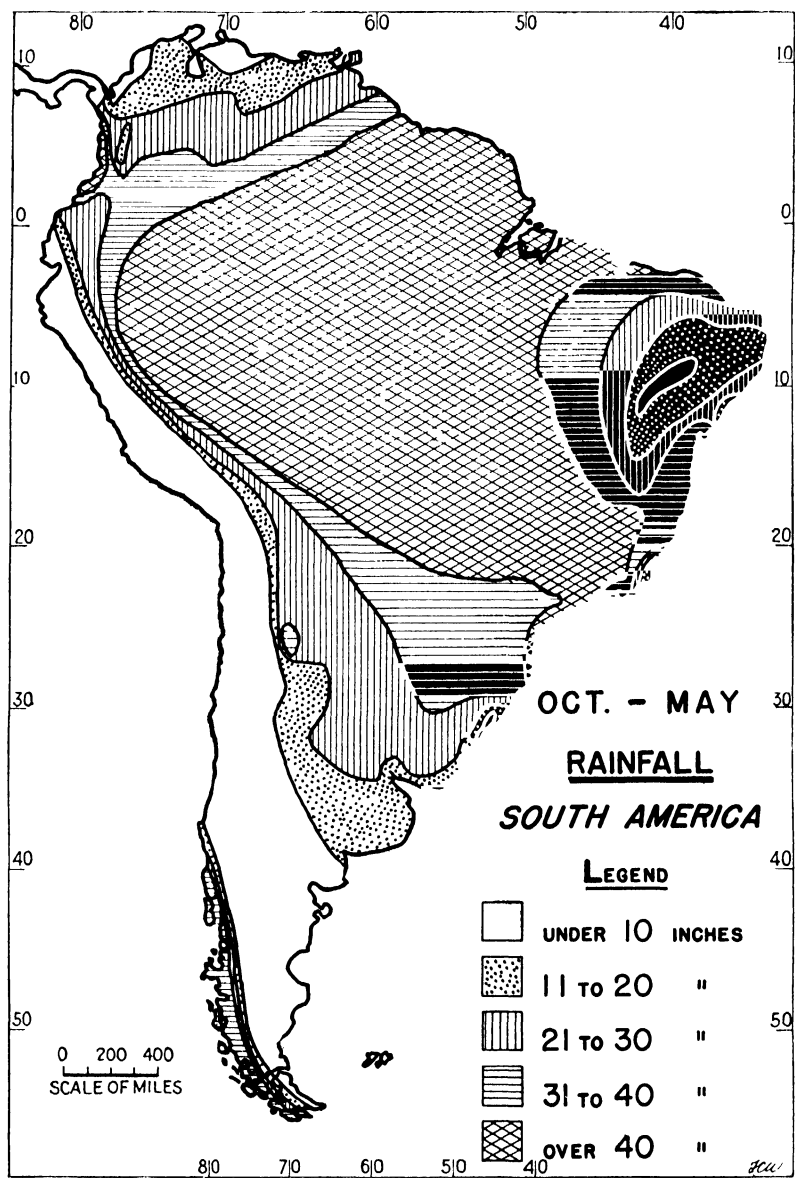 80 70 60 50 40
10 10
0 0
10 10
20 20
30 30
OCT. - MAY
RAINFALL
SOUTH AMERICA
40 40
LEGEND
UNDER 10 INCHES
11 TO 20 "
21 TO 30 "
50 50
0 200 400
SCALE OF MILES
31 TO 40 "
OVER 40 "
80 70 60 50 40